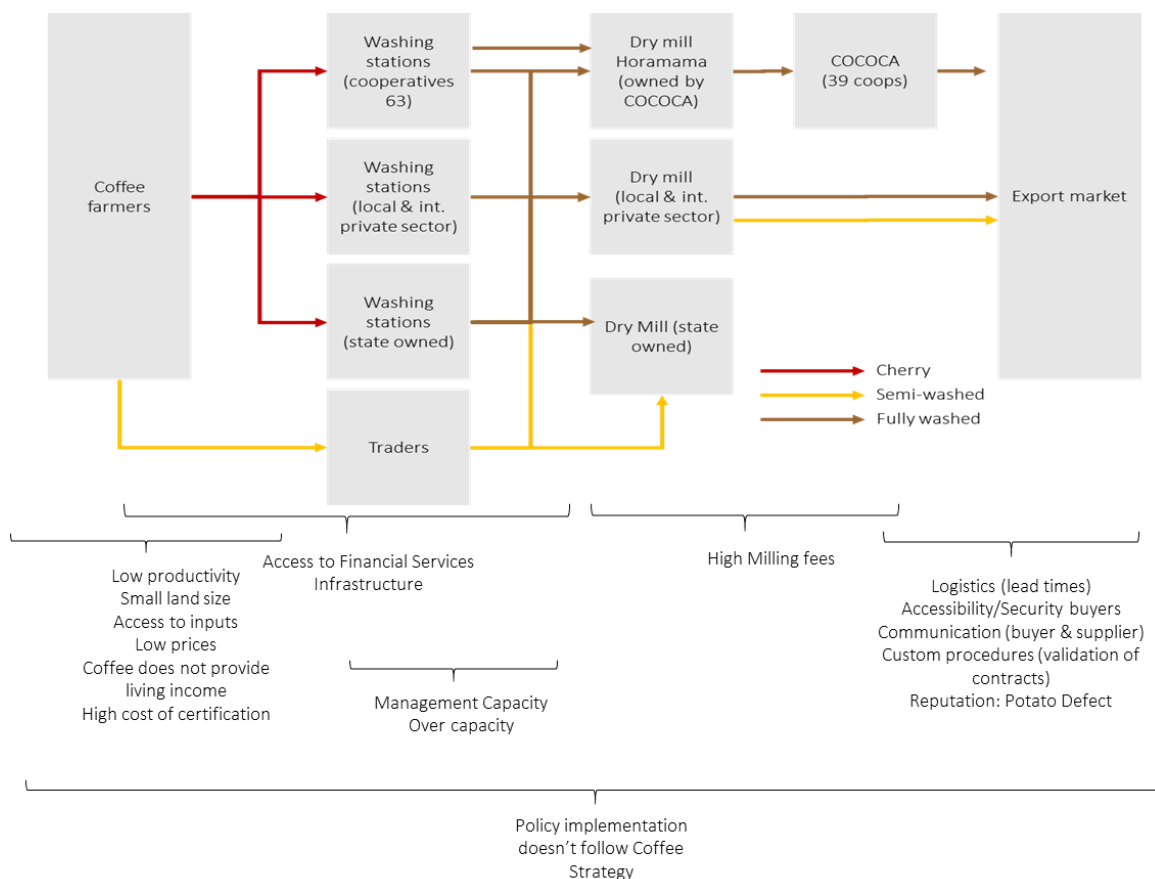 Coffee
farmers
Washing
stations
(cooperatives
63)
Washing
stations
(local & int.
private sector)
Washing
stations
(state owned)
Traders
Dry mill
Horamama
(owned by
COCOCA)
Dry mill
(local & int.
private sector)
Dry Mill (state
owned)
COCOCA
(39 coops)
Export market
Cherry
Semi-washed
Fully washed
Low productivity
Small land size
Access to inputs
Low prices
Coffee does not provide
living income
High cost of certification
Access to Financial Services
Infrastructure
Management Capacity
Over capacity
High Milling fees
Logistics (lead times)
Accessibility/Security buyers
Communication (buyer & supplier)
Custom procedures (validation of
contracts)
Reputation: Potato Defect
Policy implementation
doesn’t follow Coffee
Strategy